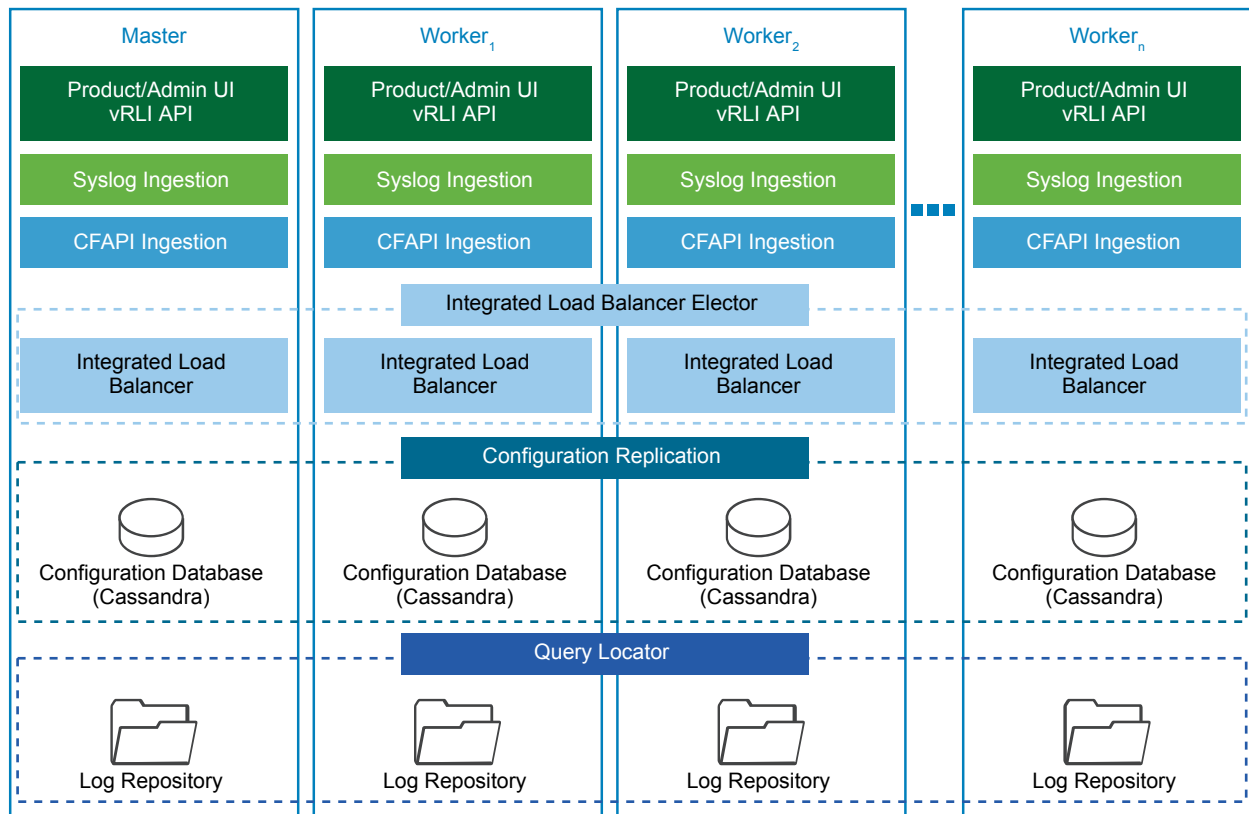 Master
Worker1
Worker2
Workern
Product/Admin UI
vRLI API
Product/Admin UI
vRLI API
Product/Admin UI
vRLI API
Product/Admin UI
vRLI API
Syslog Ingestion
Syslog Ingestion
Syslog Ingestion
Syslog Ingestion
CFAPI Ingestion
CFAPI Ingestion
CFAPI Ingestion
CFAPI Ingestion
Integrated Load Balancer Elector
Integrated Load
Balancer
Integrated Load
Balancer
Integrated Load
Balancer
Integrated Load
Balancer
Configuration Replication
Configuration Database
(Cassandra)
Configuration Database
(Cassandra)
Configuration Database
(Cassandra)
Configuration Database
(Cassandra)
Query Locator
Log Repository
Log Repository
Log Repository
Log Repository